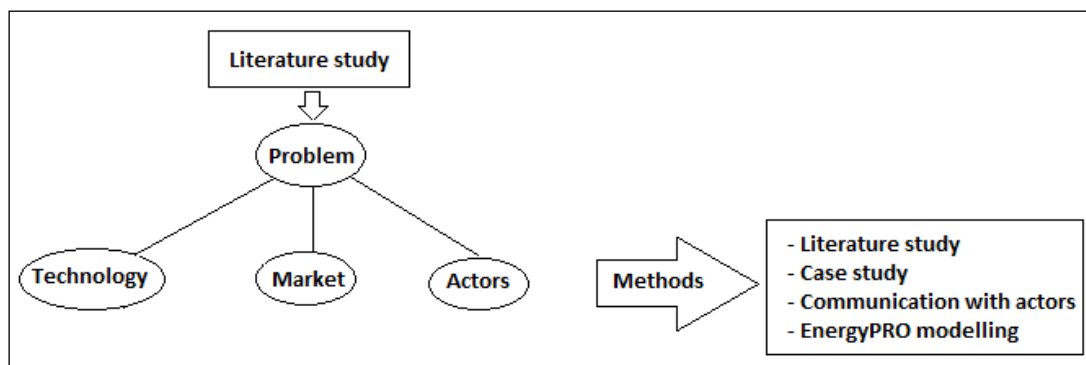 Literature study
Problem
Technology
Market
Actors
Methods
- Literature study
- Case study
- Communication with actors
- EnergyPRO modelling